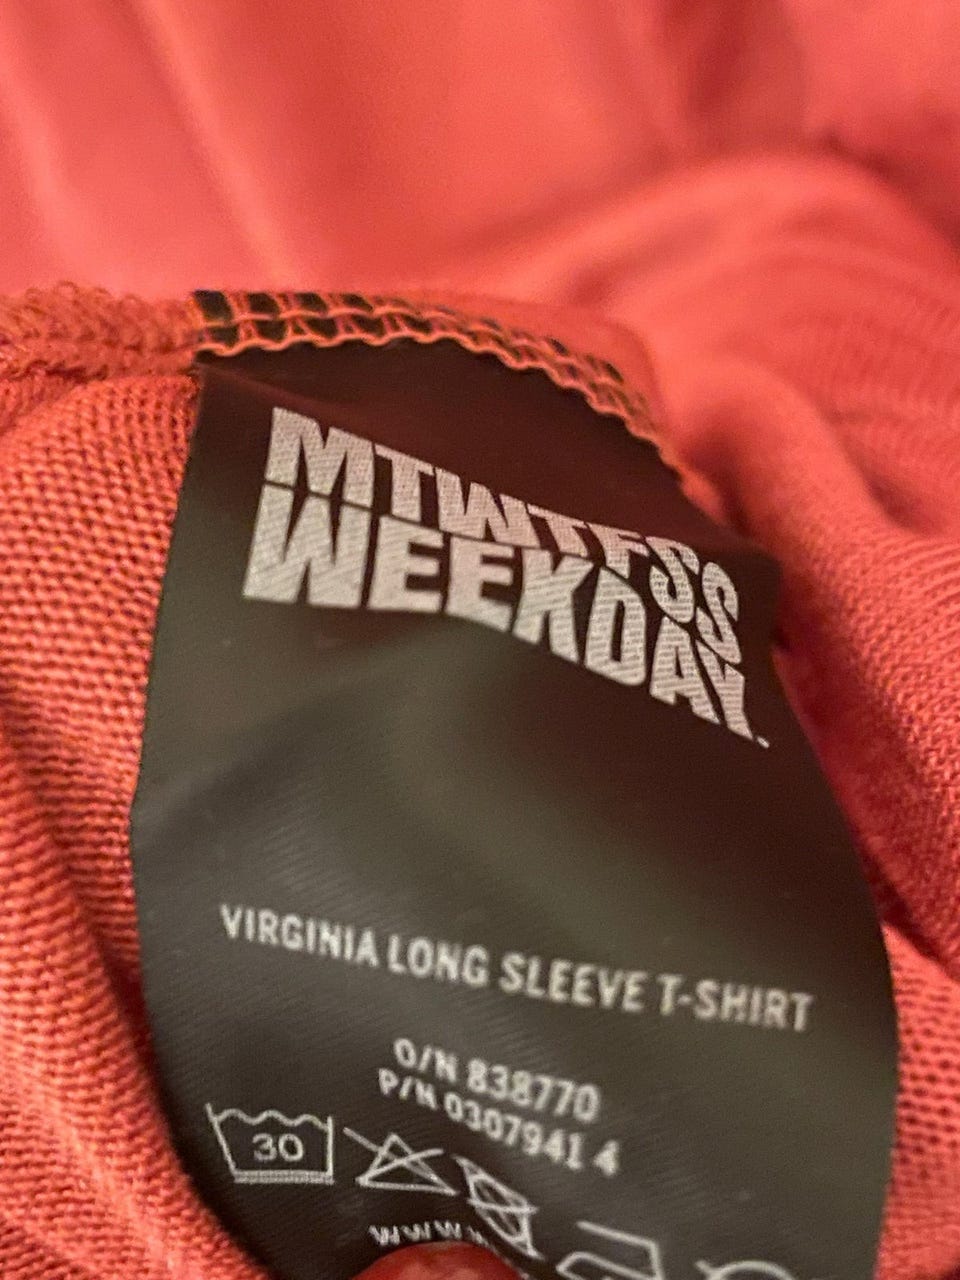 MTWTFSS
WEEKDAY
VIRGINIA LONG SLEEVE T-SHIRT
O/N 838770
P/N 0307941 4
30